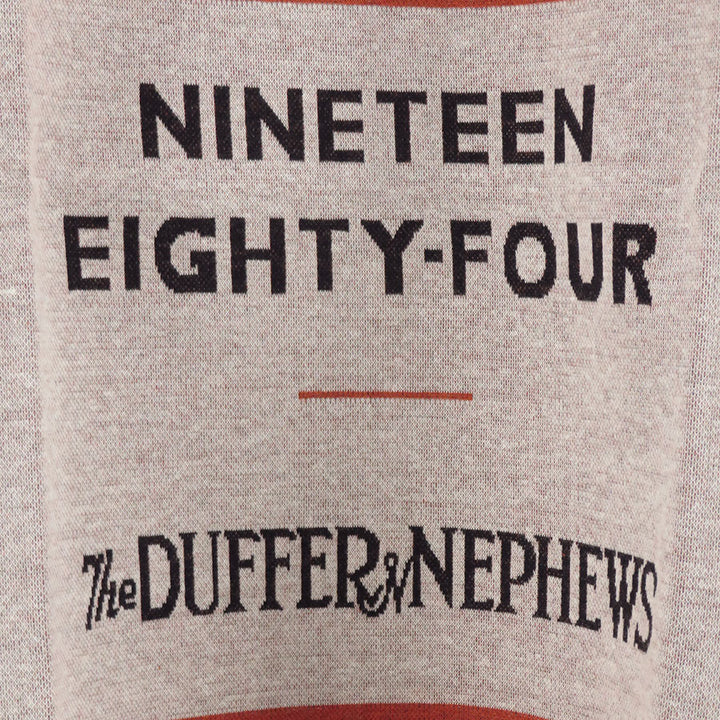 NINETEEN
EIGHTY-FOUR
The DUFFER & NEPHEWS